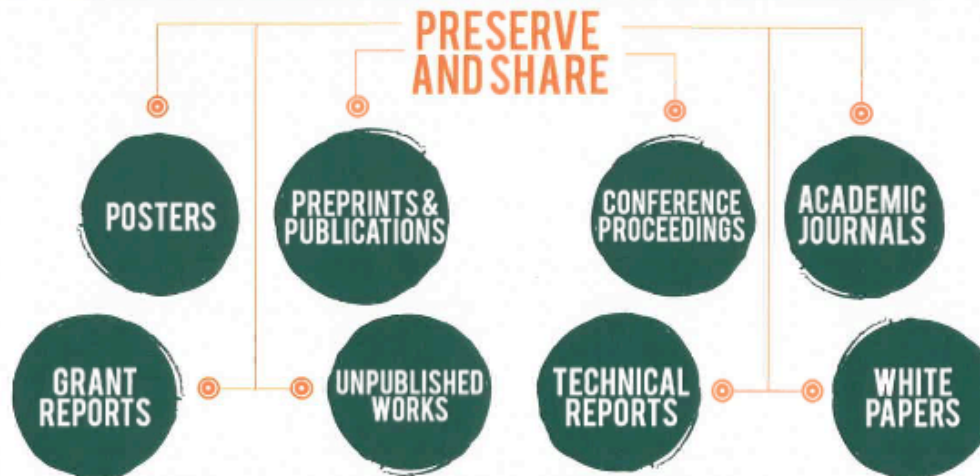 PRESERVE
AND SHARE
POSTERS
PREPRINTS &
PUBLICATIONS
CONFERENCE
PROCEEDINGS
ACADEMIC
JOURNALS
GRANT
REPORTS
UNPUBLISHED
WORKS
TECHNICAL
REPORTS
WHITE
PAPERS